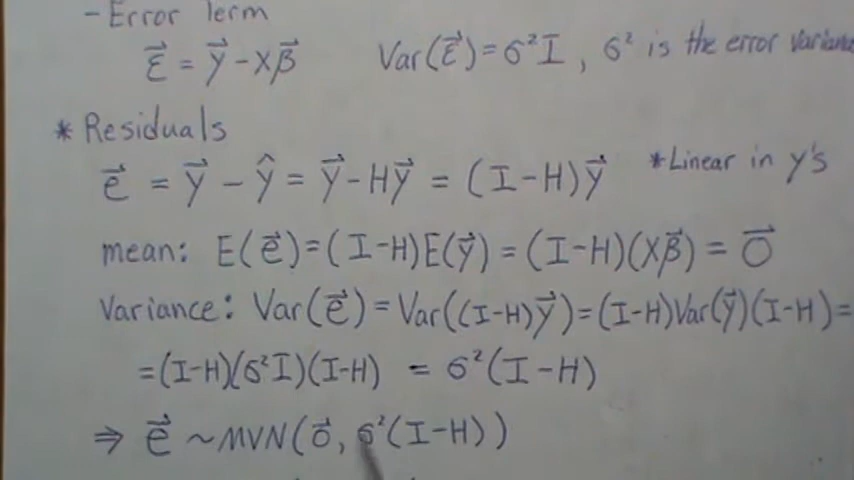 - Error Term
ε⃗ = y⃗ - Xβ⃗    Var(ε⃗) = σ²I , σ² is the error variance
* Residuals
e⃗ = y⃗ - ŷ = y⃗ - Hy⃗ = (I-H)y⃗    *Linear in y's
mean: E(e⃗) = (I-H)E(y⃗) = (I-H)(Xβ⃗) = 0⃗
Variance: Var(e⃗) = Var((I-H)y⃗) = (I-H)Var(y⃗)(I-H) =
= (I-H)(σ²I)(I-H) = σ²(I-H)
⇒ e⃗ ~ MVN(0⃗, σ²(I-H))